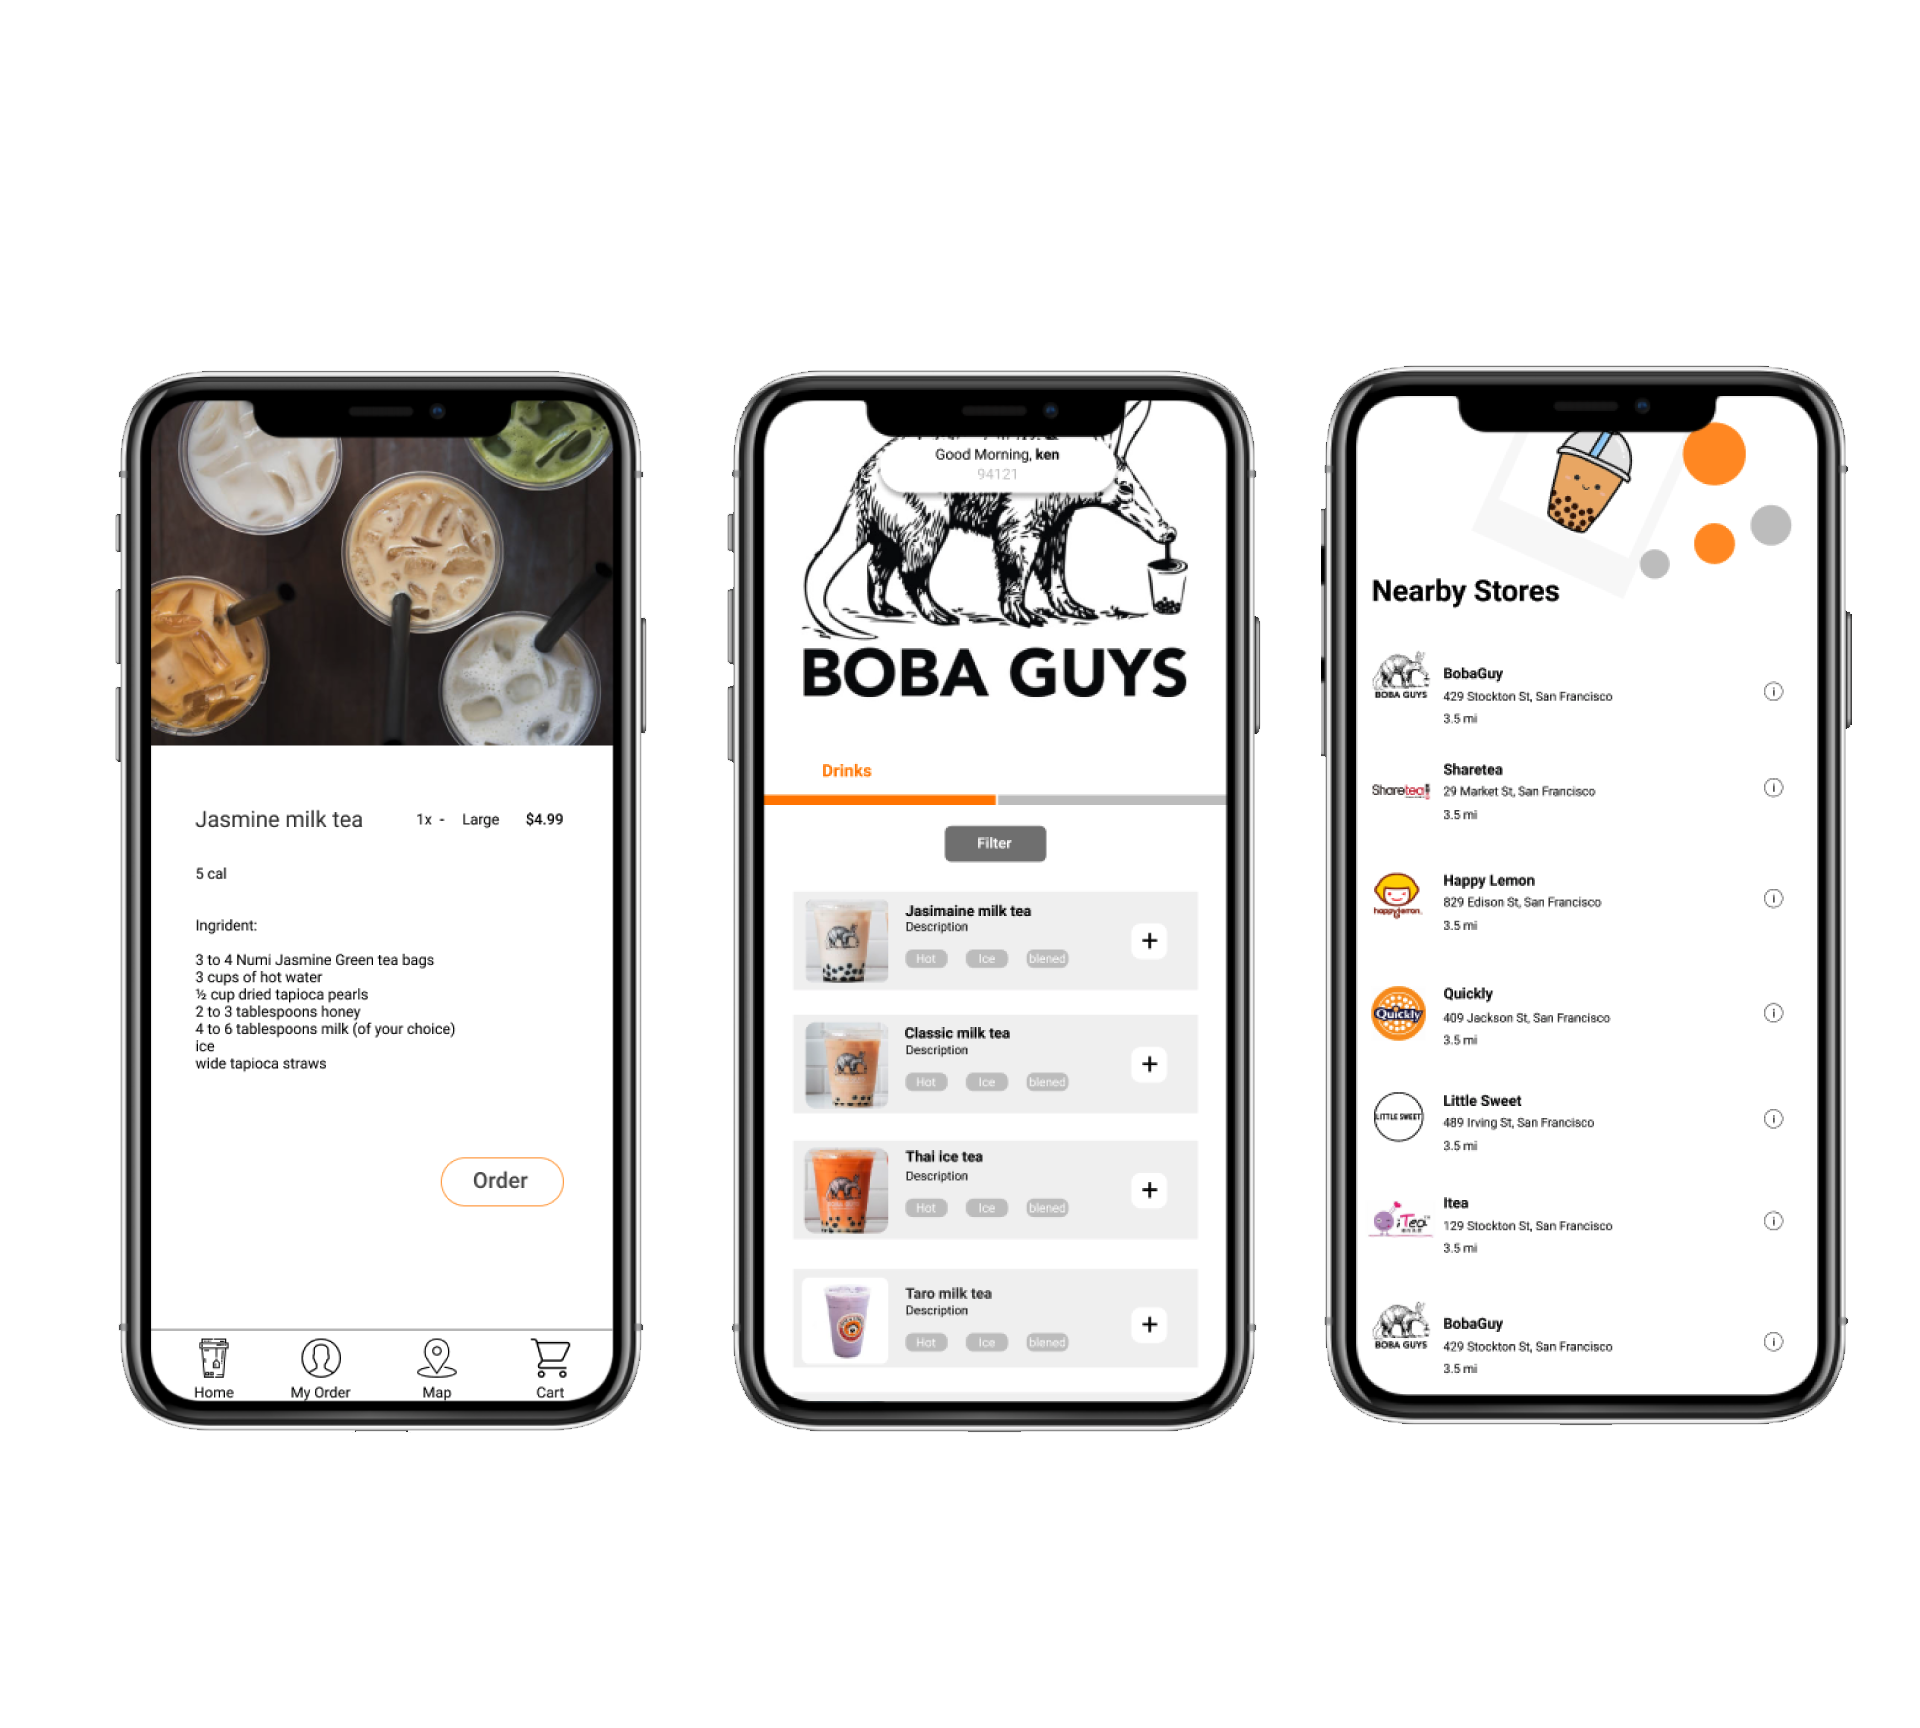 Jasmine milk tea 1x - Large $4.99
5 cal
Ingrident:
3 to 4 Numi Jasmine Green tea bags
3 cups of hot water
½ cup dried tapioca pearls
2 to 3 tablespoons honey
4 to 6 tablespoons milk (of your choice)
ice
wide tapioca straws
Order
Home My Order Map Cart
Good Morning, ken
94121
BOBA GUYS
Drinks
Filter
Jasimaine milk tea
Description
Hot Ice blened
Classic milk tea
Description
Hot Ice blened
Thai ice tea
Description
Hot Ice blened
Taro milk tea
Description
Hot Ice blened
Nearby Stores
BOBA GUYS
BobaGuy
429 Stockton St, San Francisco
3.5 mi
Sharetea
Sharetea
29 Market St, San Francisco
3.5 mi
happylemon
Happy Lemon
829 Edison St, San Francisco
3.5 mi
Quickly
Quickly
409 Jackson St, San Francisco
3.5 mi
LITTLE SWEET
Little Sweet
489 Irving St, San Francisco
3.5 mi
iTea
Itea
129 Stockton St, San Francisco
3.5 mi
BOBA GUYS
BobaGuy
429 Stockton St, San Francisco
3.5 mi